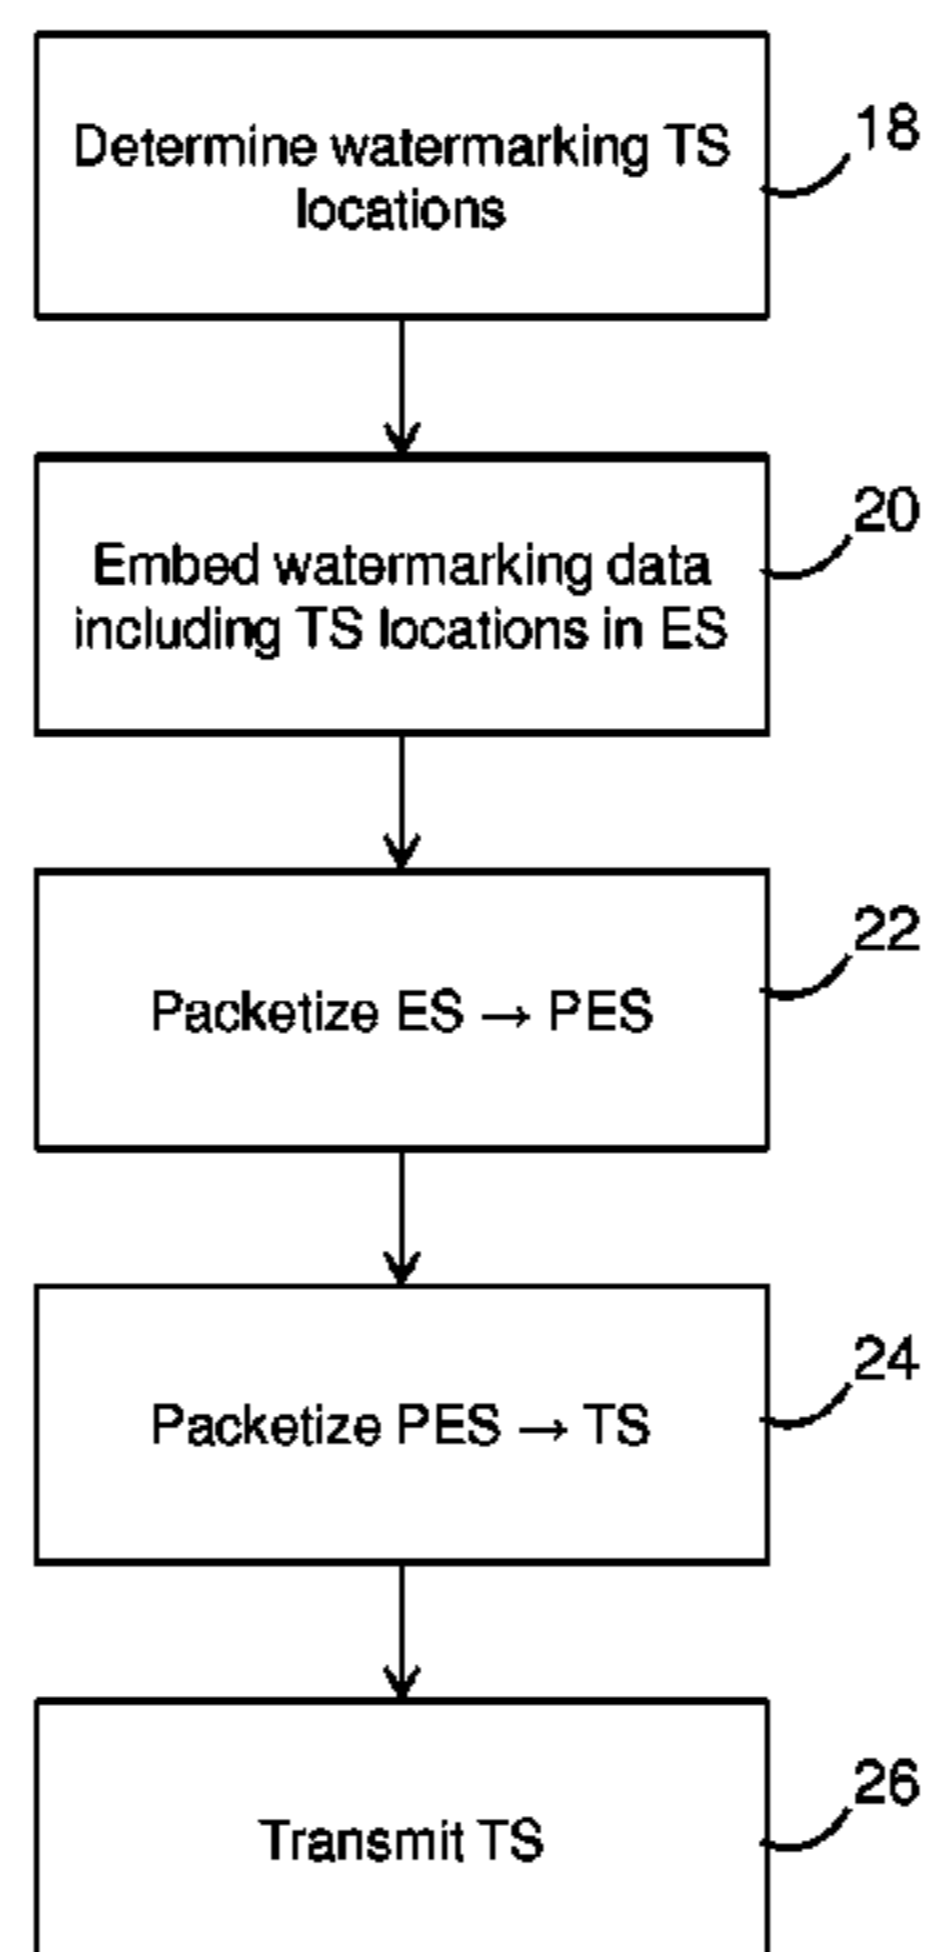 Determine watermarking TS
locations
18
Embed watermarking data
including TS locations in ES
20
Packetize ES → PES
22
Packetize PES → TS
24
Transmit TS
26